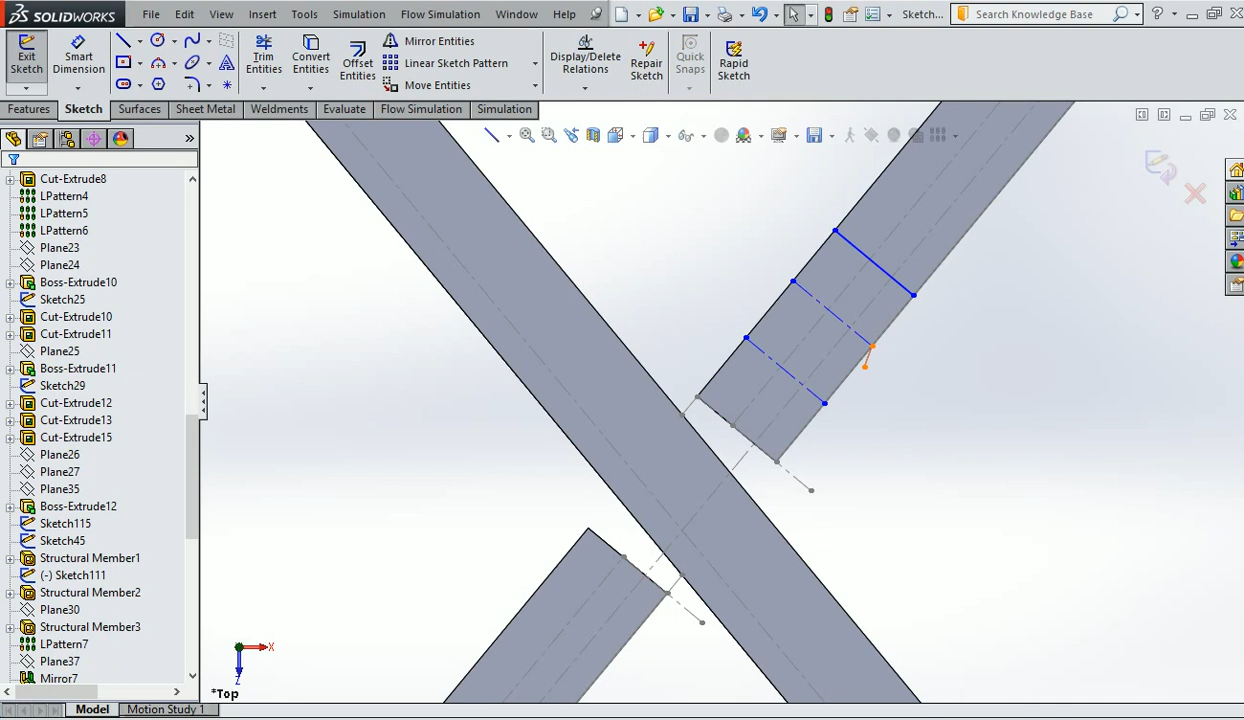 SOLIDWORKS File Edit View Insert Tools Simulation Flow Simulation Window Help Sketch... Search Knowledge Base ?
Exit Sketch
Smart Dimension
Trim Entities
Convert Entities
Offset Entities
Mirror Entities
Linear Sketch Pattern
Move Entities
Display/Delete Relations
Repair Sketch
Quick Snaps
Rapid Sketch
Features Sketch Surfaces Sheet Metal Weldments Evaluate Flow Simulation Simulation
Cut-Extrude8
LPattern4
LPattern5
LPattern6
Plane23
Plane24
Boss-Extrude10
Sketch25
Cut-Extrude10
Cut-Extrude11
Plane25
Boss-Extrude11
Sketch29
Cut-Extrude12
Cut-Extrude13
Cut-Extrude15
Plane26
Plane27
Plane35
Boss-Extrude12
Sketch115
Sketch45
Structural Member1
(-) Sketch111
Structural Member2
Plane30
Structural Member3
LPattern7
Plane37
Mirror7
X
Z
*Top
Model Motion Study 1